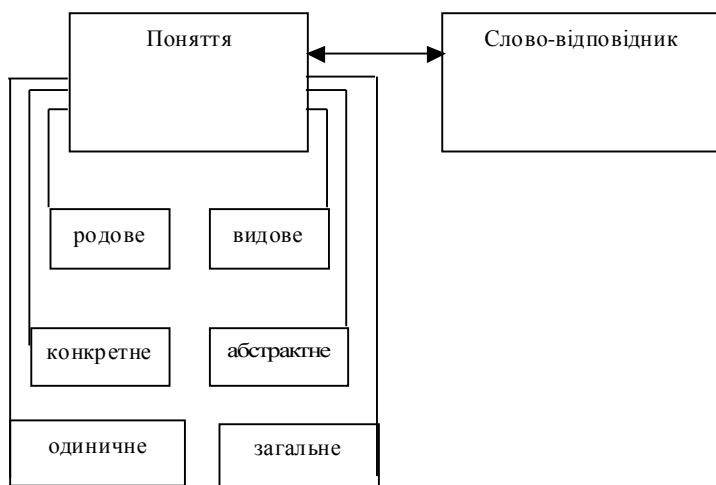 Поняття
Слово-відповідник
родове
видове
конкретне
абстрактне
одиничне
загальне